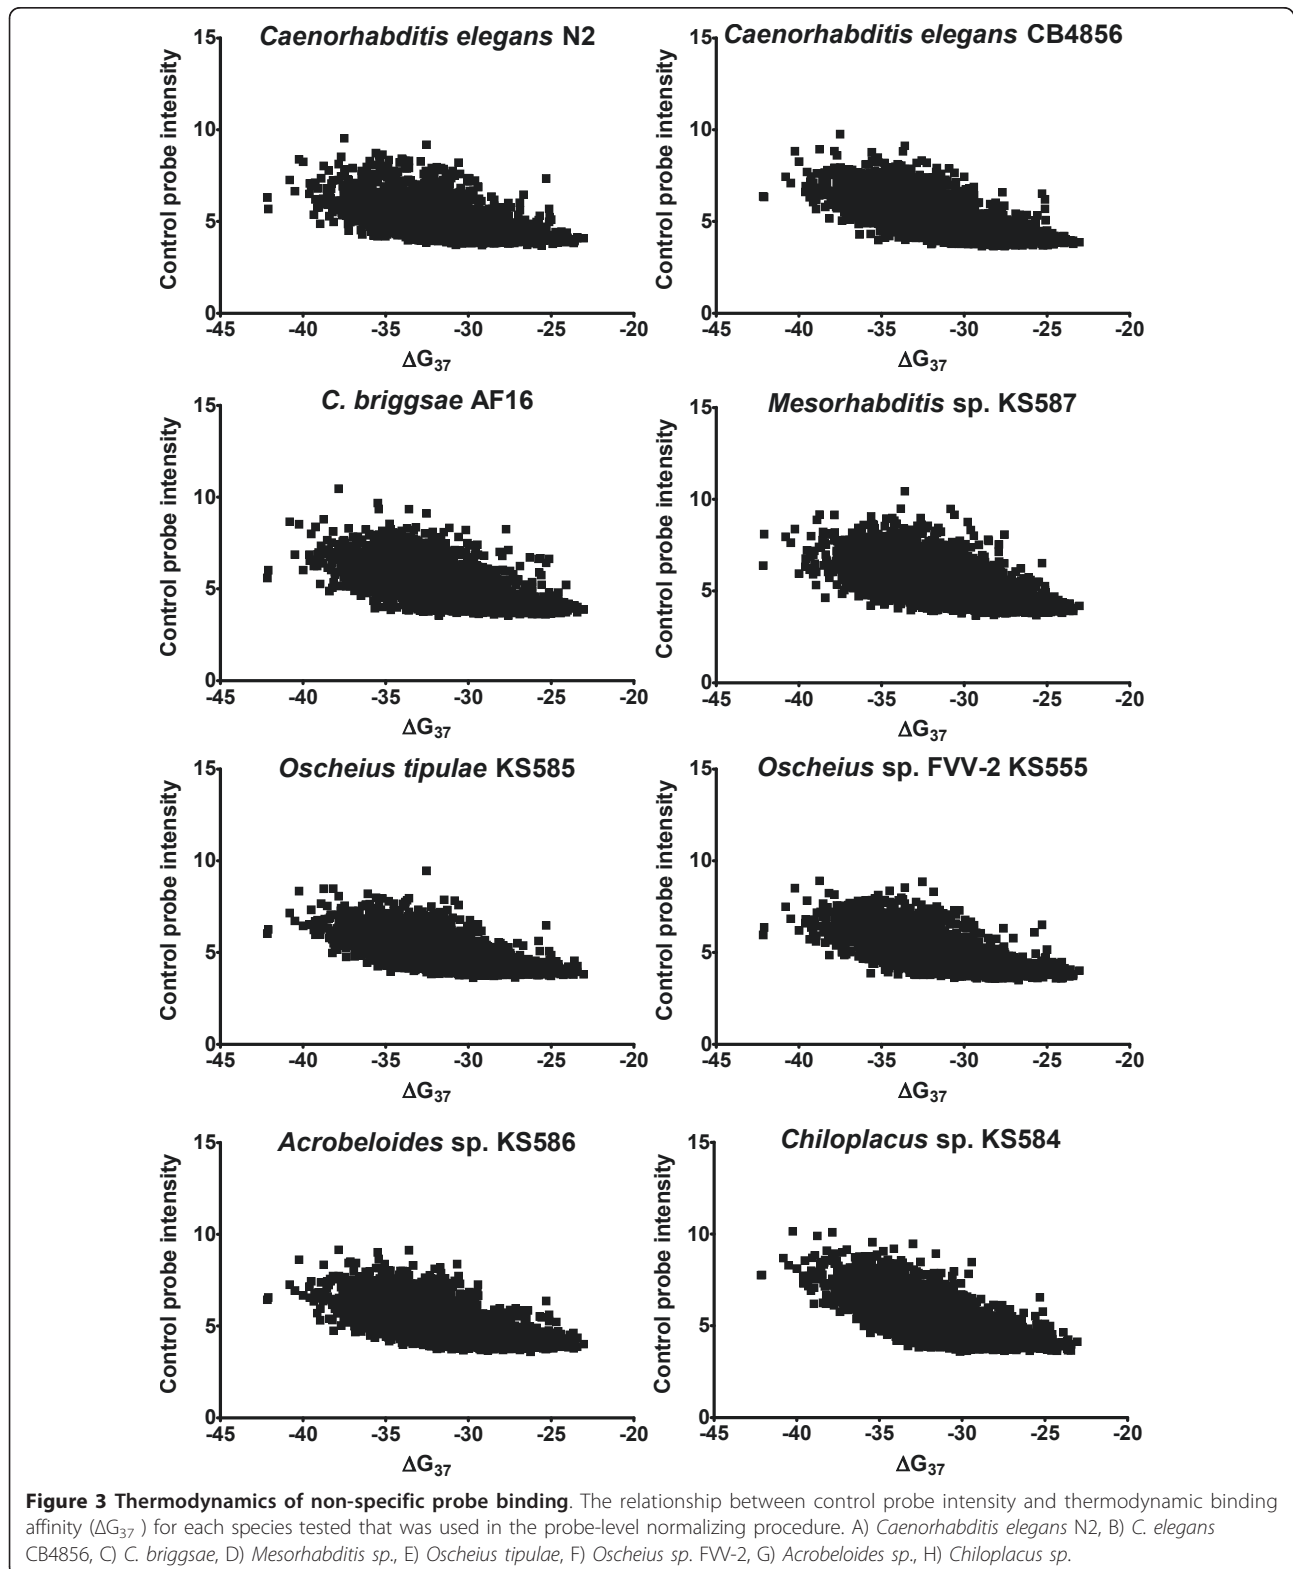 Caenorhabditis elegans N2
Control probe intensity
15
10
5
0
-45 -40 -35 -30 -25 -20
ΔG37
Caenorhabditis elegans CB4856
Control probe intensity
15
10
5
0
-45 -40 -35 -30 -25 -20
ΔG37
C. briggsae AF16
Control probe intensity
15
10
5
0
-45 -40 -35 -30 -25 -20
ΔG37
Mesorhabditis sp. KS587
Control probe intensity
15
10
5
0
-45 -40 -35 -30 -25 -20
ΔG37
Oscheius tipulae KS585
Control probe intensity
15
10
5
0
-45 -40 -35 -30 -25 -20
ΔG37
Oscheius sp. FVV-2 KS555
Control probe intensity
15
10
5
0
-45 -40 -35 -30 -25 -20
ΔG37
Acrobeloides sp. KS586
Control probe intensity
15
10
5
0
-45 -40 -35 -30 -25 -20
ΔG37
Chiloplacus sp. KS584
Control probe intensity
15
10
5
0
-45 -40 -35 -30 -25 -20
ΔG37
Figure 3 Thermodynamics of non-specific probe binding. The relationship between control probe intensity and thermodynamic binding
affinity (ΔG37 ) for each species tested that was used in the probe-level normalizing procedure. A) Caenorhabditis elegans N2, B) C. elegans
CB4856, C) C. briggsae, D) Mesorhabditis sp., E) Oscheius tipulae, F) Oscheius sp. FVV-2, G) Acrobeloides sp., H) Chiloplacus sp.